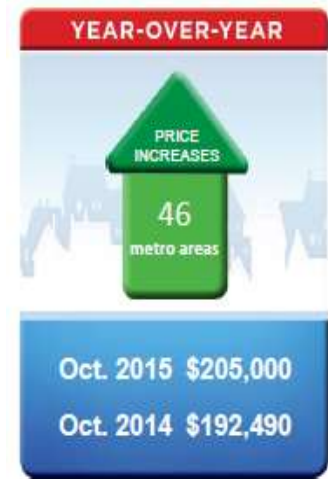 YEAR-OVER-YEAR
PRICE
INCREASES
46
metro areas
Oct. 2015 $205,000
Oct. 2014 $192,490